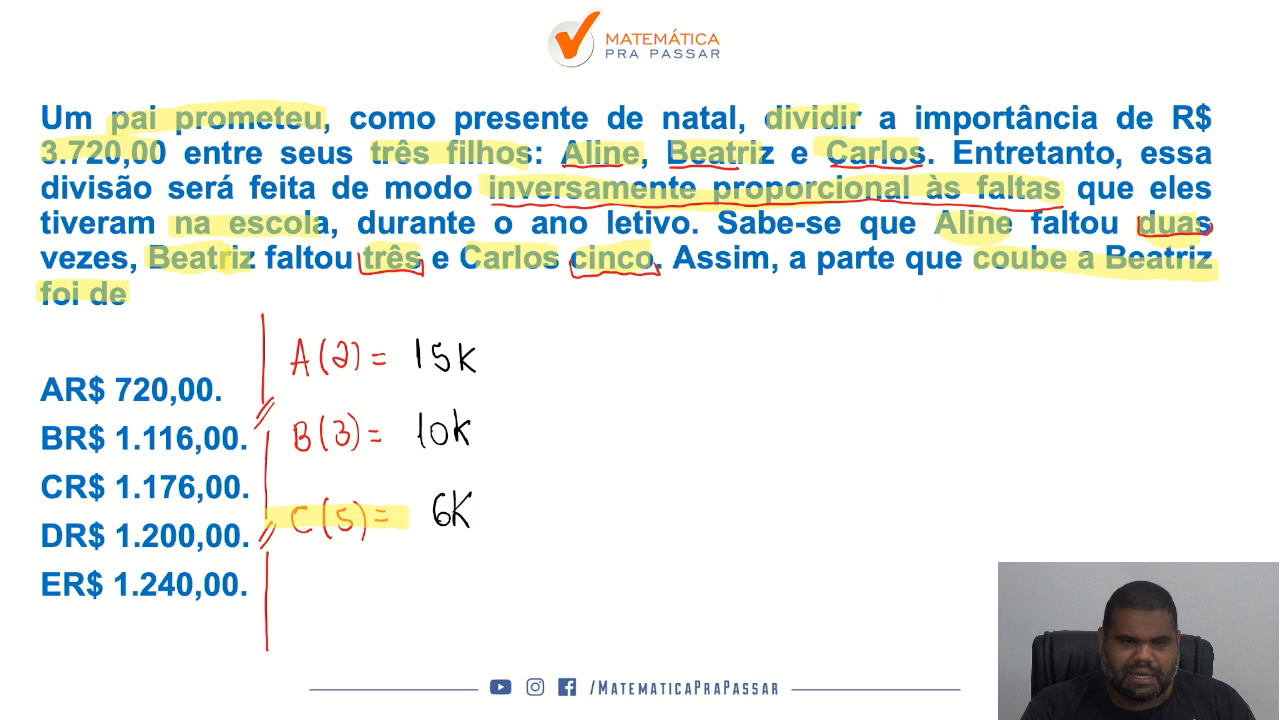 MATEMÁTICA
PRA PASSAR
Um pai prometeu, como presente de natal, dividir a importância de R$
3.720,00 entre seus três filhos: Aline, Beatriz e Carlos. Entretanto, essa
divisão será feita de modo inversamente proporcional às faltas que eles
tiveram na escola, durante o ano letivo. Sabe-se que Aline faltou duas
vezes, Beatriz faltou três e Carlos cinco. Assim, a parte que coube a Beatriz
foi de
A(2) = 15K
AR$ 720,00.
BR$ 1.116,00.
B(3) = 10K
CR$ 1.176,00.
C(5) = 6K
DR$ 1.200,00.
ER$ 1.240,00.
/MATEMATICAPRAPASSAR